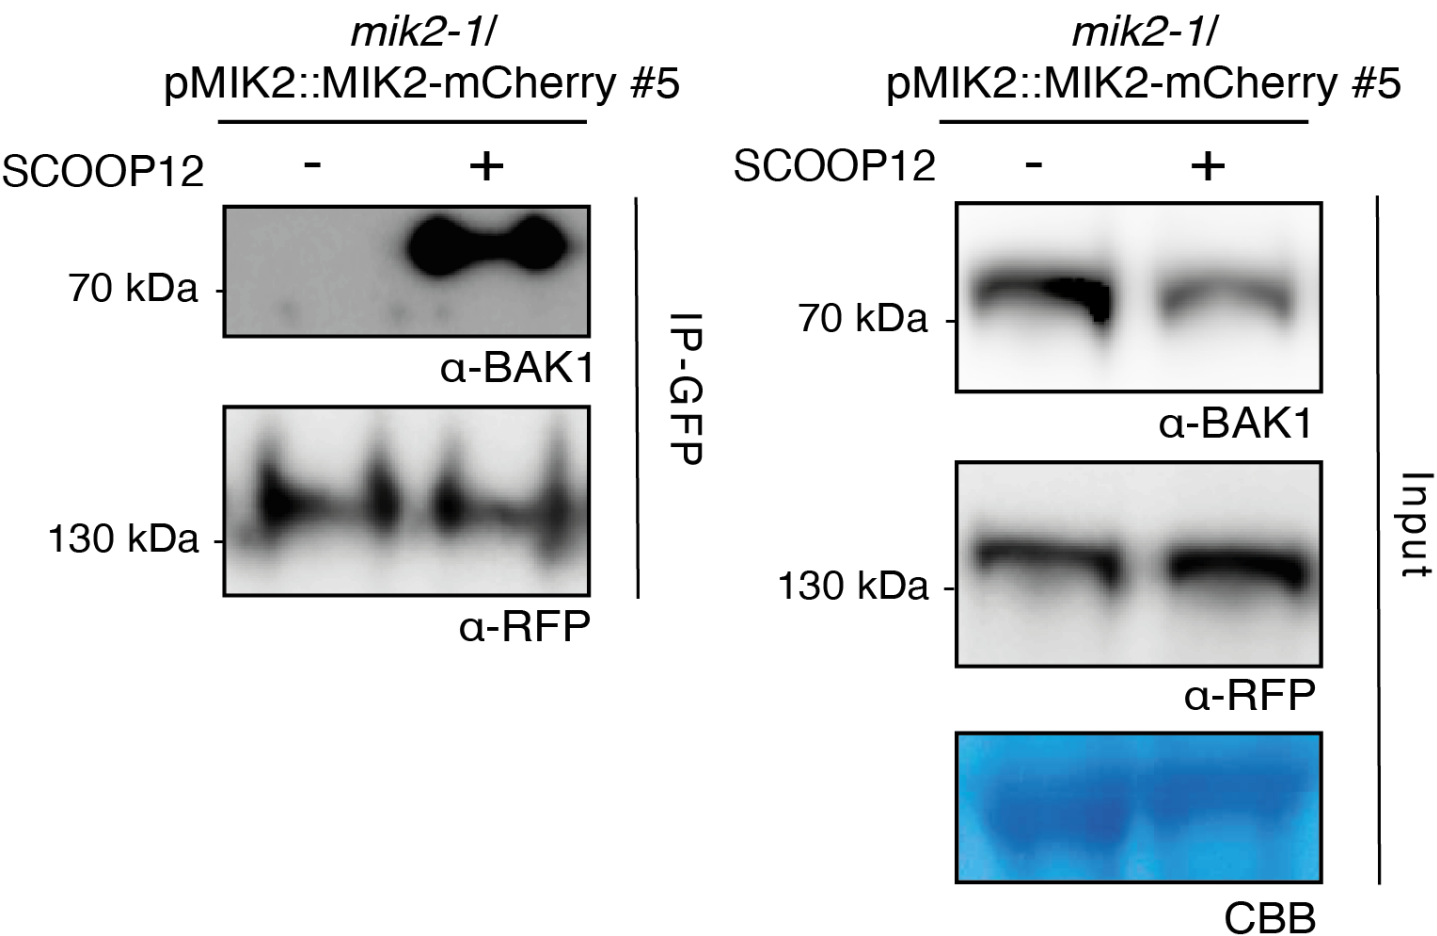 mik2-1/
pMIK2::MIK2-mCherry #5
SCOOP12 - +
70 kDa
α-BAK1
130 kDa
α-RFP
IP-GFP
mik2-1/
pMIK2::MIK2-mCherry #5
SCOOP12 - +
70 kDa
α-BAK1
130 kDa
α-RFP
CBB
Input